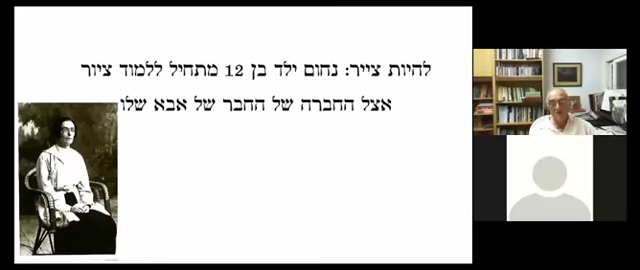 להיות צייר: נחום ילד בן 12 מתחיל ללמוד ציור
אצל החברה של החבר של אבא שלו